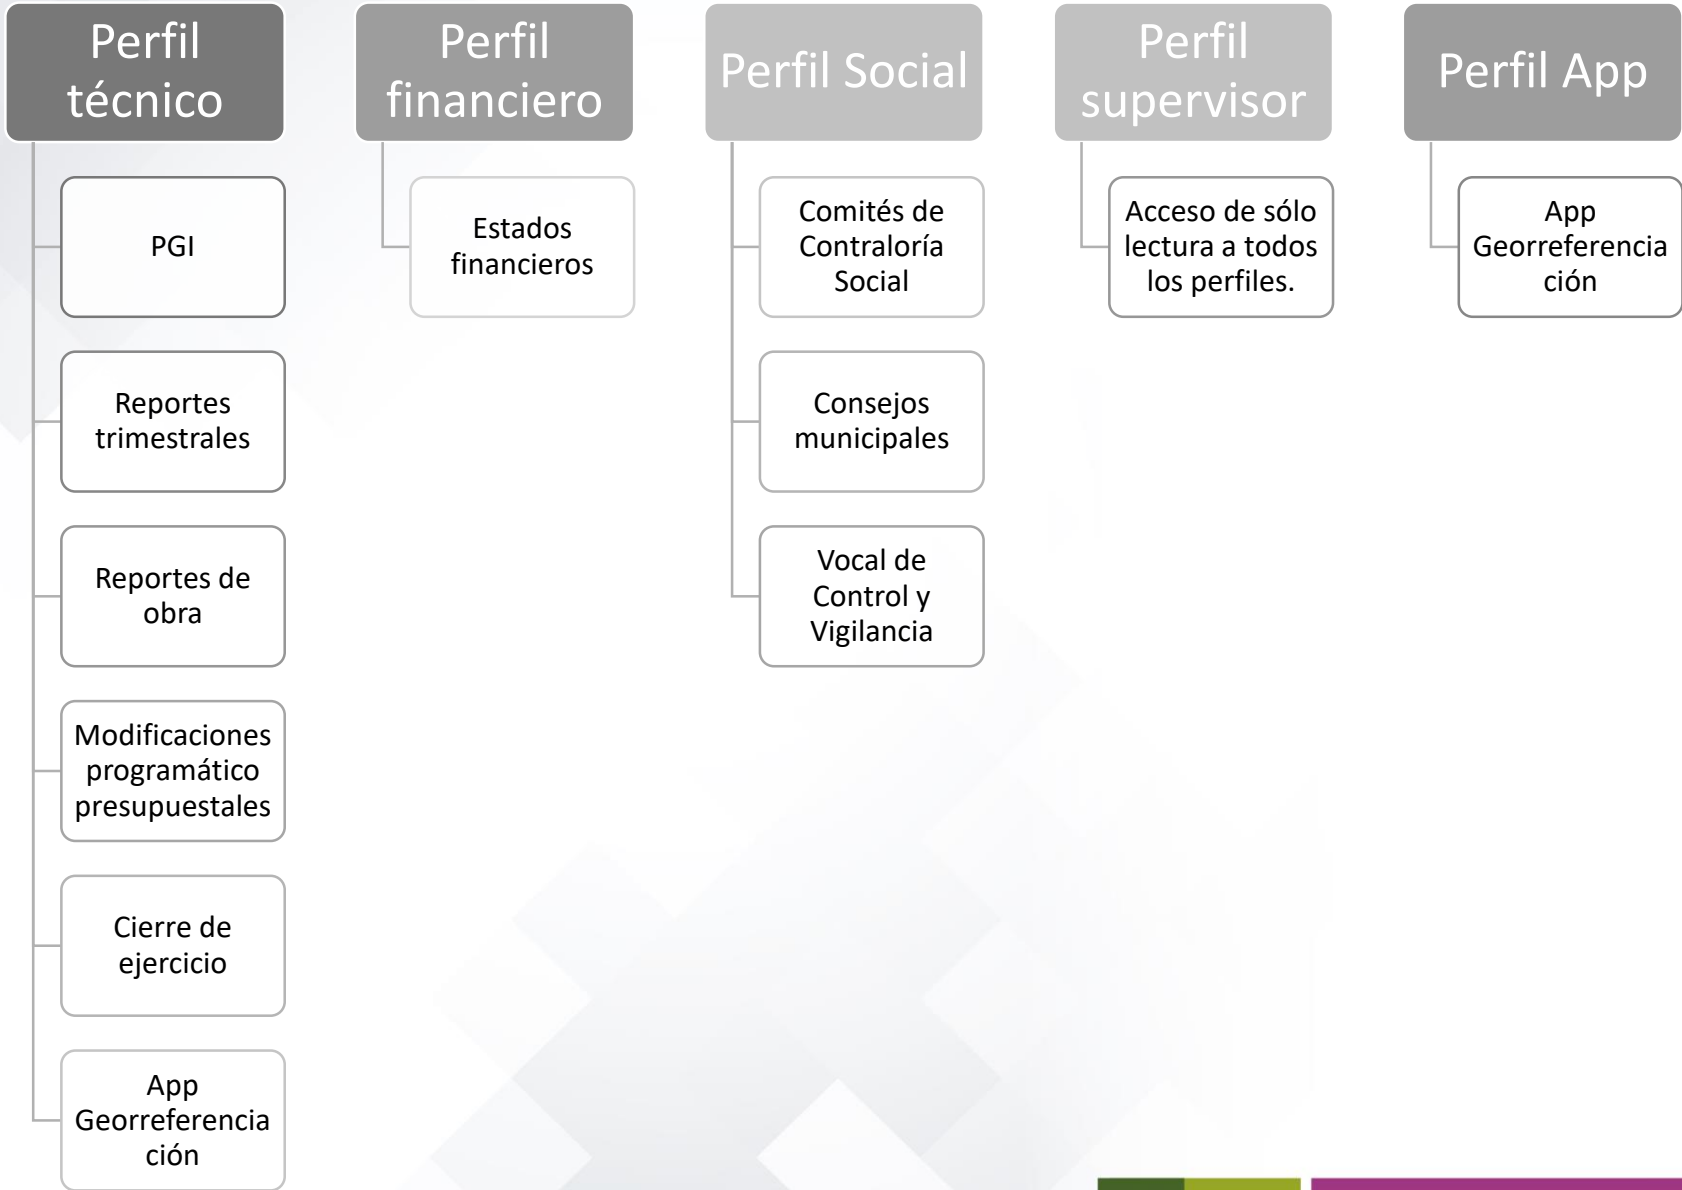 Perfil
técnico
PGI
Reportes
trimestrales
Reportes de
obra
Modificaciones
programático
presupuestales
Cierre de
ejercicio
App
Georreferencia
ción
Perfil
financiero
Estados
financieros
Perfil Social
Comités de
Contraloría
Social
Consejos
municipales
Vocal de
Control y
Vigilancia
Perfil
supervisor
Acceso de sólo
lectura a todos
los perfiles.
Perfil App
App
Georreferencia
ción